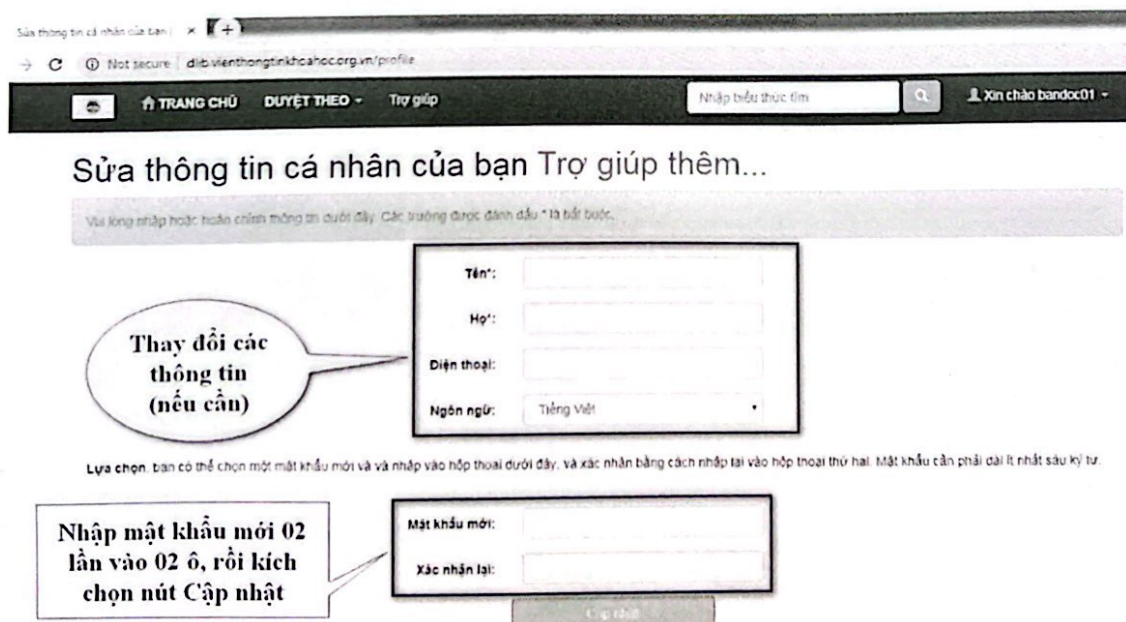 Sửa thông tin cá nhân của bạn | × +
Not secure | dlib.vienthongtinkhoahoc.org.vn/profile
TRANG CHỦ DUYỆT THEO Trợ giúp Nhập biểu thức tìm Xin chào bandoc01
Sửa thông tin cá nhân của bạn Trợ giúp thêm...
Vui lòng nhập hoặc hoàn chỉnh thông tin dưới đây. Các trường được đánh dấu * là bắt buộc.
Tên*:
Họ*:
Thay đổi các
thông tin
(nếu cần)
Điện thoại:
Ngôn ngữ: Tiếng Việt
Lựa chọn, bạn có thể chọn một mật khẩu mới và và nhập vào hộp thoại dưới đây, và xác nhận bằng cách nhập lại vào hộp thoại thứ hai. Mật khẩu cần phải dài ít nhất sáu ký tự.
Nhập mật khẩu mới 02
lần vào 02 ô, rồi kích
chọn nút Cập nhật
Mật khẩu mới:
Xác nhận lại:
Cập nhật